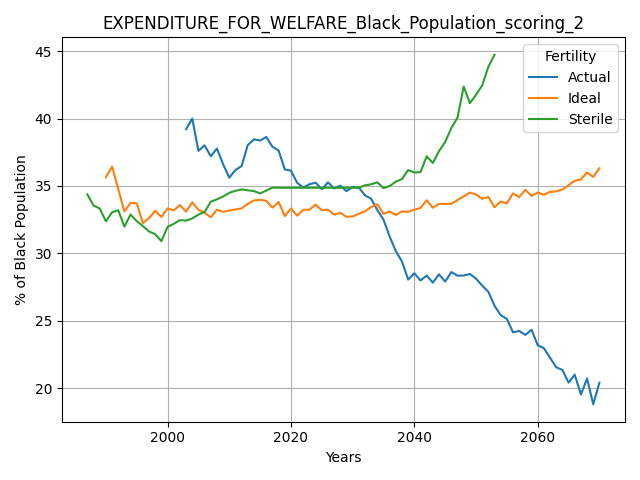 EXPENDITURE_FOR_WELFARE_Black_Population_scoring_2
Fertility
Actual
Ideal
Sterile
% of Black Population
45
40
35
30
25
20
2000
2020
2040
2060
Years